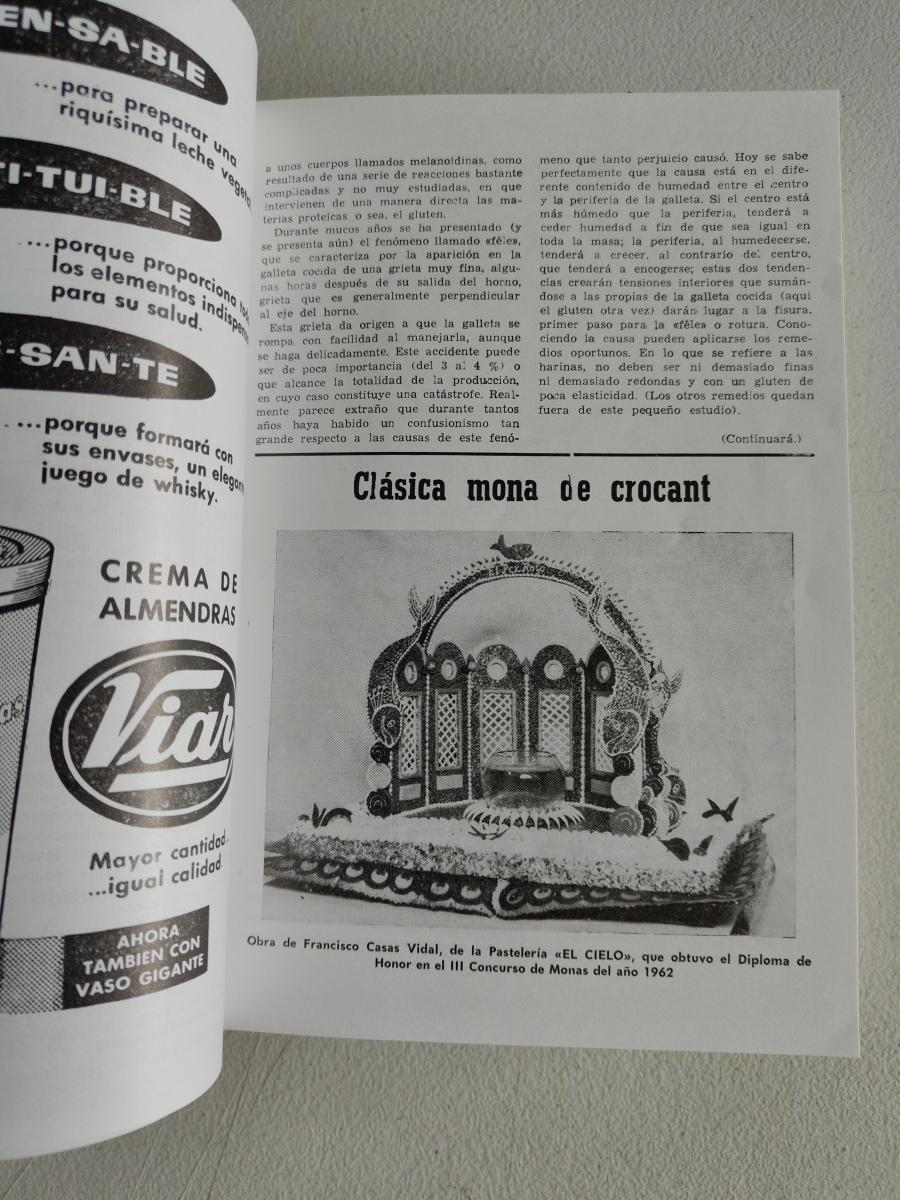 EN-SA-BLE
...para preparar una
riquísima leche vegetal
TI-TUI-BLE
...porque proporciona
los elementos
para su salud.
-SAN-TE
...porque formará con
sus envases, un elegante
juego de whisky.
CREMA DE
ALMENDRAS
Viar
Mayor cantidad.
...igual calidad.
AHORA
TAMBIEN CON
VASO GIGANTE
a unos cuerpos llamados melanoidinas, como
resultado de una serie de reacciones bastante
complicadas y no muy estudiadas, en que
intervienen de una manera directa las ma-
terias proteicas o sea, el gluten.
Durante mucos años se ha presentado (y
se presenta aún) el fenómeno llamado «fêle»,
que se caracteriza por la aparición en la
galleta cocida de una grieta muy fina, algu-
nas horas después de su salida del horno,
grieta que es generalmente perpendicular
al eje del horno.
Esta grieta da origen a que la galleta se
rompa con facilidad al manejarla, aunque
se haga delicadamente. Este accidente puede
ser de poca importancia (del 3 al 4 %) o
que alcance la totalidad de la producción,
en cuyo caso constituye una catástrofe. Real-
mente parece extraño que durante tantos
años haya habido un confusionismo tan
grande respecto a las causas de este fenó-
meno que tanto perjuicio causó. Hoy se sabe
perfectamente que la causa está en el dife-
rente contenido de humedad entre el centro
y la periferia de la galleta. Si el centro está
más húmedo que la periferia, tenderá a
ceder humedad a fin de que sea igual en
toda la masa; la periferia, al humedecerse,
tenderá a crecer, al contrario del centro,
que tenderá a encogerse; estas dos tenden-
cias crearán tensiones interiores que sumán-
dose a las propias de la galleta cocida (aquí
el gluten otra vez) darán lugar a la fisura,
primer paso para la «fêle» o rotura. Cono-
ciendo la causa pueden aplicarse los reme-
dios oportunos. En lo que se refiere a las
harinas, no deben ser ni demasiado finas
ni demasiado redondas y con un gluten de
poca elasticidad. (Los otros remedios quedan
fuera de este pequeño estudio).
(Continuará.)
Clásica mona de crocant
Obra de Francisco Casas Vidal, de la Pastelería «EL CIELO», que obtuvo el Diploma de
Honor en el III Concurso de Monas del año 1962